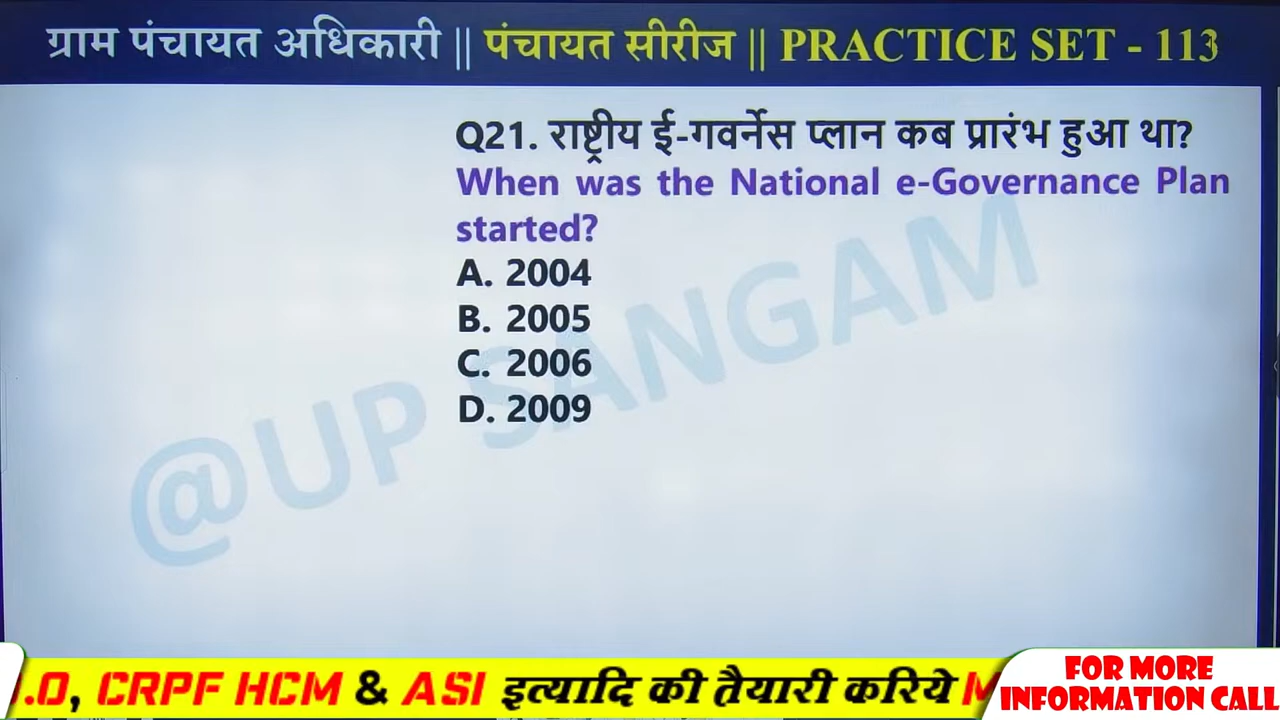 ग्राम पंचायत अधिकारी || पंचायत सीरीज || PRACTICE SET - 113
Q21. राष्ट्रीय ई-गवर्नेस प्लान कब प्रारंभ हुआ था?
When was the National e-Governance Plan
started?
A. 2004
B. 2005
C. 2006
D. 2009
@UP SANGAM
.O, CRPF HCM & ASI इत्यादि की तैयारी करिये
FOR MORE
INFORMATION CALL